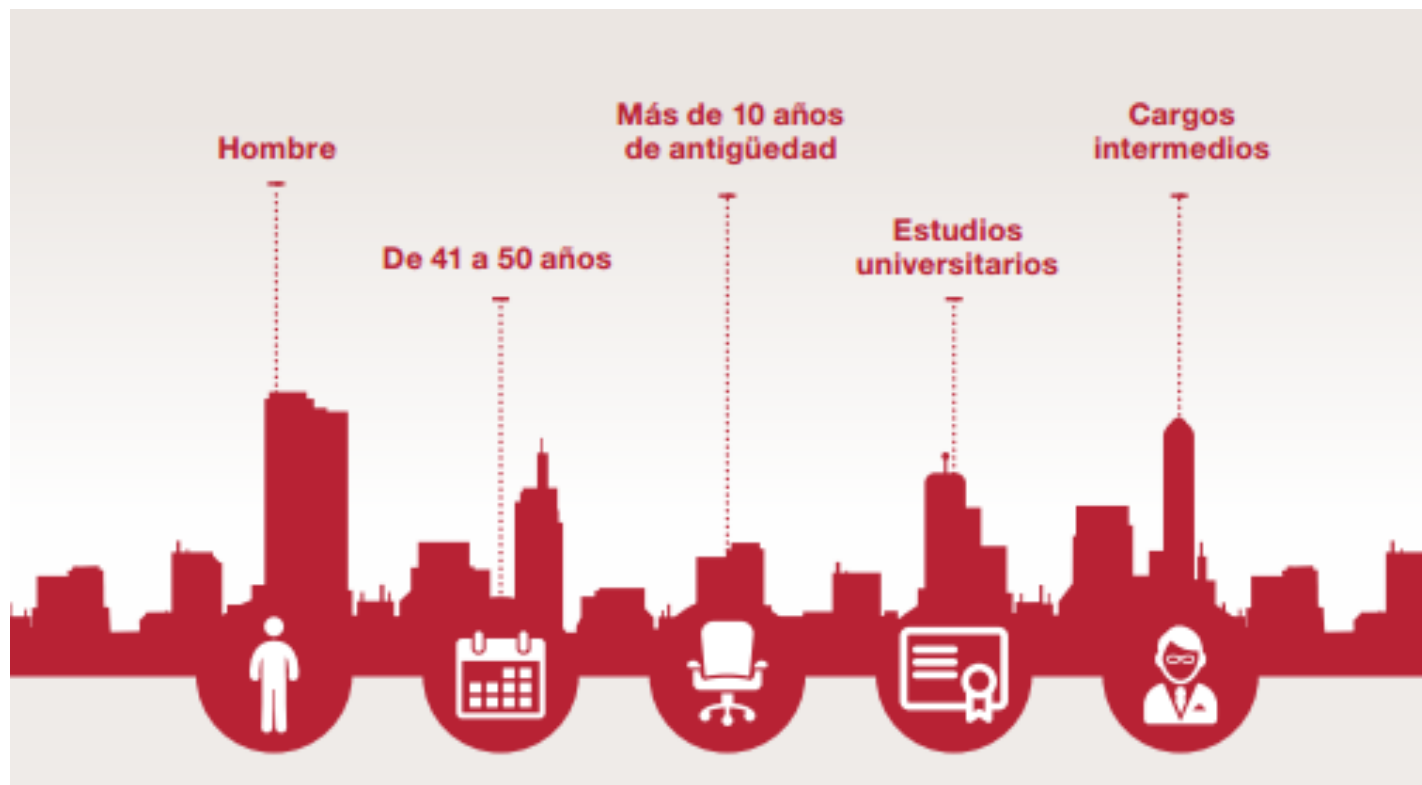 Hombre
De 41 a 50 años
Más de 10 años
de antigüedad
Estudios
universitarios
Cargos
intermedios